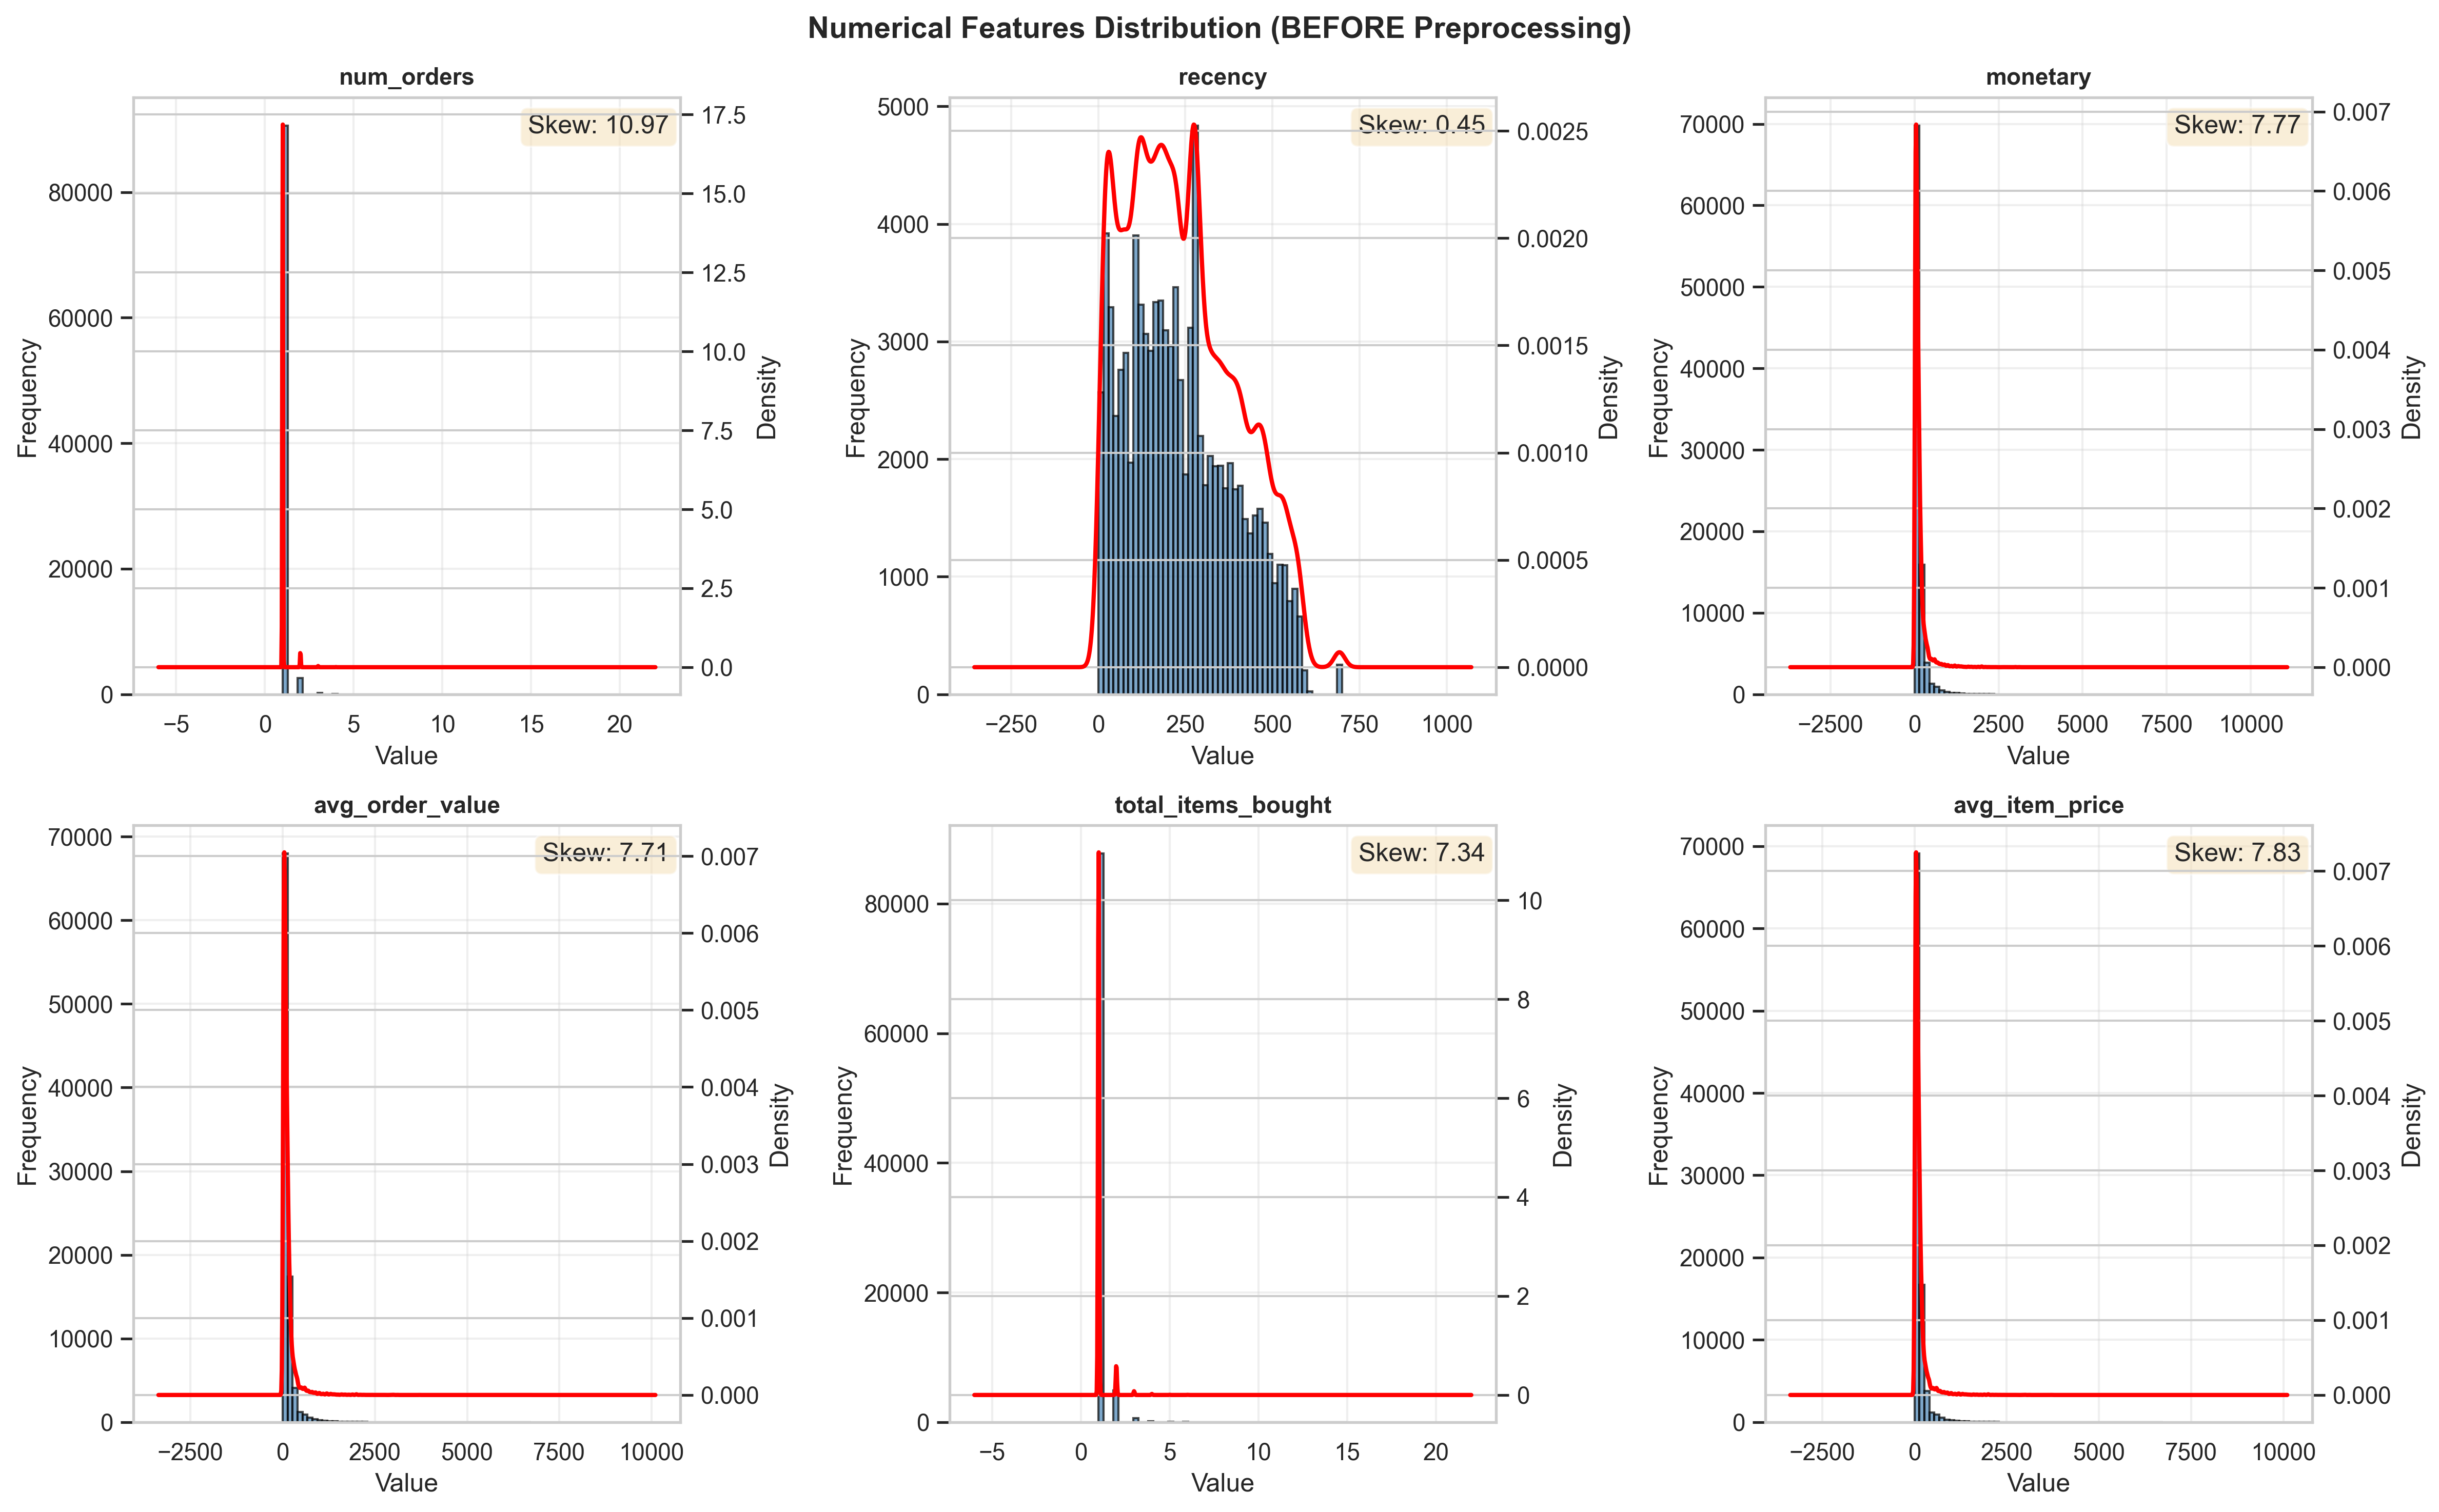 Numerical Features Distribution (BEFORE Preprocessing)
num_orders
Skew: 10.97
Frequency
80000
60000
40000
20000
0
17.5
15.0
12.5
10.0
7.5
5.0
2.5
0.0
Density
−5 0 5 10 15 20
Value
recency
Skew: 0.45
Frequency
5000
4000
3000
2000
1000
0
0.0025
0.0020
0.0015
0.0010
0.0005
0.0000
Density
−250 0 250 500 750 1000
Value
monetary
Skew: 7.77
Frequency
70000
60000
50000
40000
30000
20000
10000
0
0.007
0.006
0.005
0.004
0.003
0.002
0.001
0.000
Density
−2500 0 2500 5000 7500 10000
Value
avg_order_value
Skew: 7.71
Frequency
70000
60000
50000
40000
30000
20000
10000
0
0.007
0.006
0.005
0.004
0.003
0.002
0.001
0.000
Density
−2500 0 2500 5000 7500 10000
Value
total_items_bought
Skew: 7.34
Frequency
80000
60000
40000
20000
0
10
8
6
4
2
0
Density
−5 0 5 10 15 20
Value
avg_item_price
Skew: 7.83
Frequency
70000
60000
50000
40000
30000
20000
10000
0
0.007
0.006
0.005
0.004
0.003
0.002
0.001
0.000
Density
−2500 0 2500 5000 7500 10000
Value